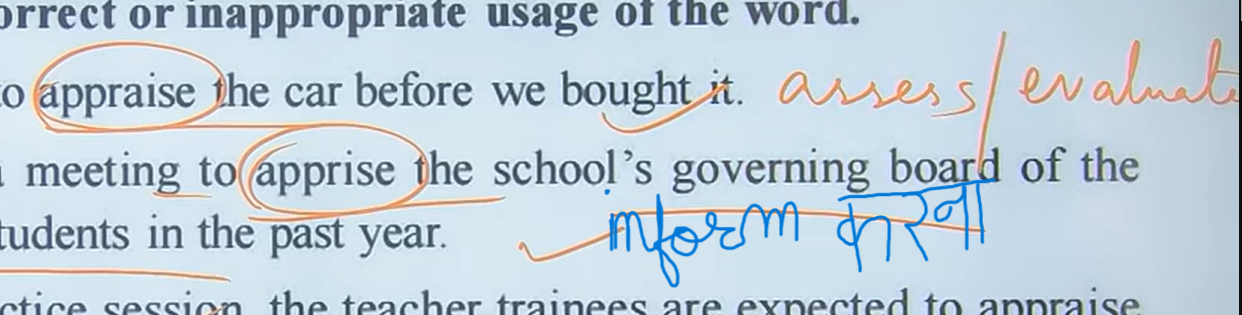 orrect or inappropriate usage of the word.
to appraise the car before we bought it. assess/evaluate
meeting to apprise the school's governing board of the
tudents in the past year. inform करना
ctice session, the teacher trainees are expected to appraise